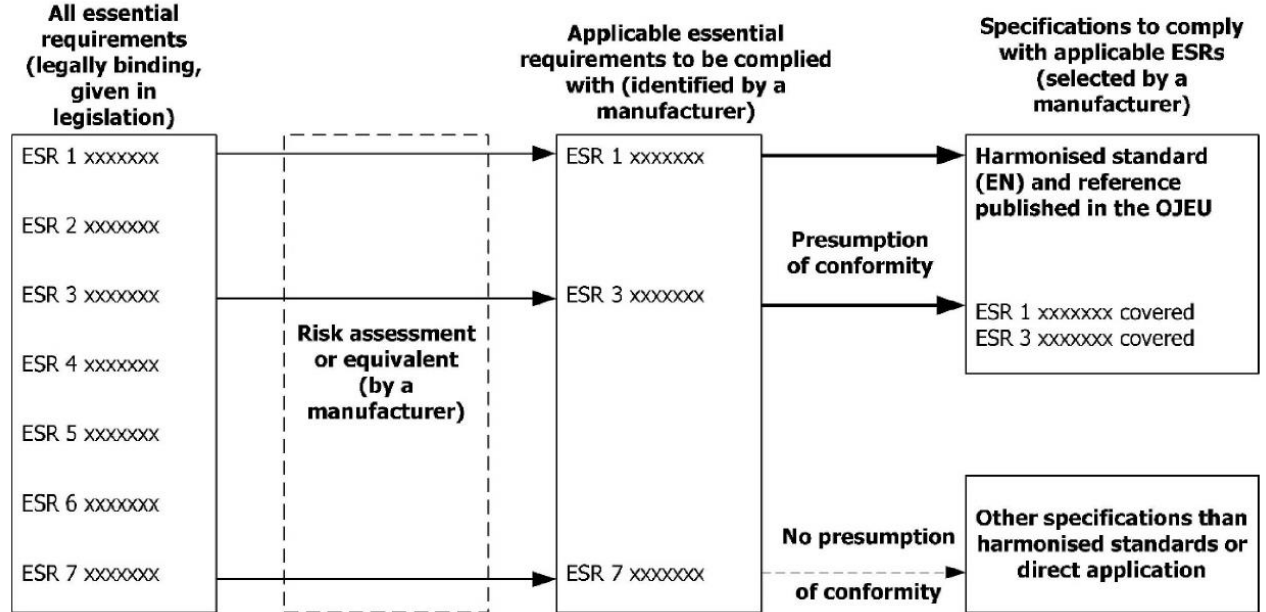 All essential
requirements
(legally binding,
given in
legislation)
ESR 1 xxxxxxx
ESR 2 xxxxxxx
ESR 3 xxxxxxx
ESR 4 xxxxxxx
ESR 5 xxxxxxx
ESR 6 xxxxxxx
ESR 7 xxxxxxx
Risk assessment
or equivalent
(by a
manufacturer)
Applicable essential
requirements to be complied
with (identified by a
manufacturer)
ESR 1 xxxxxxx
ESR 3 xxxxxxx
ESR 7 xxxxxxx
Presumption
of conformity
No presumption
of conformity
Specifications to comply
with applicable ESRs
(selected by a
manufacturer)
Harmonised standard
(EN) and reference
published in the OJEU
ESR 1 xxxxxxx covered
ESR 3 xxxxxxx covered
Other specifications than
harmonised standards or
direct application